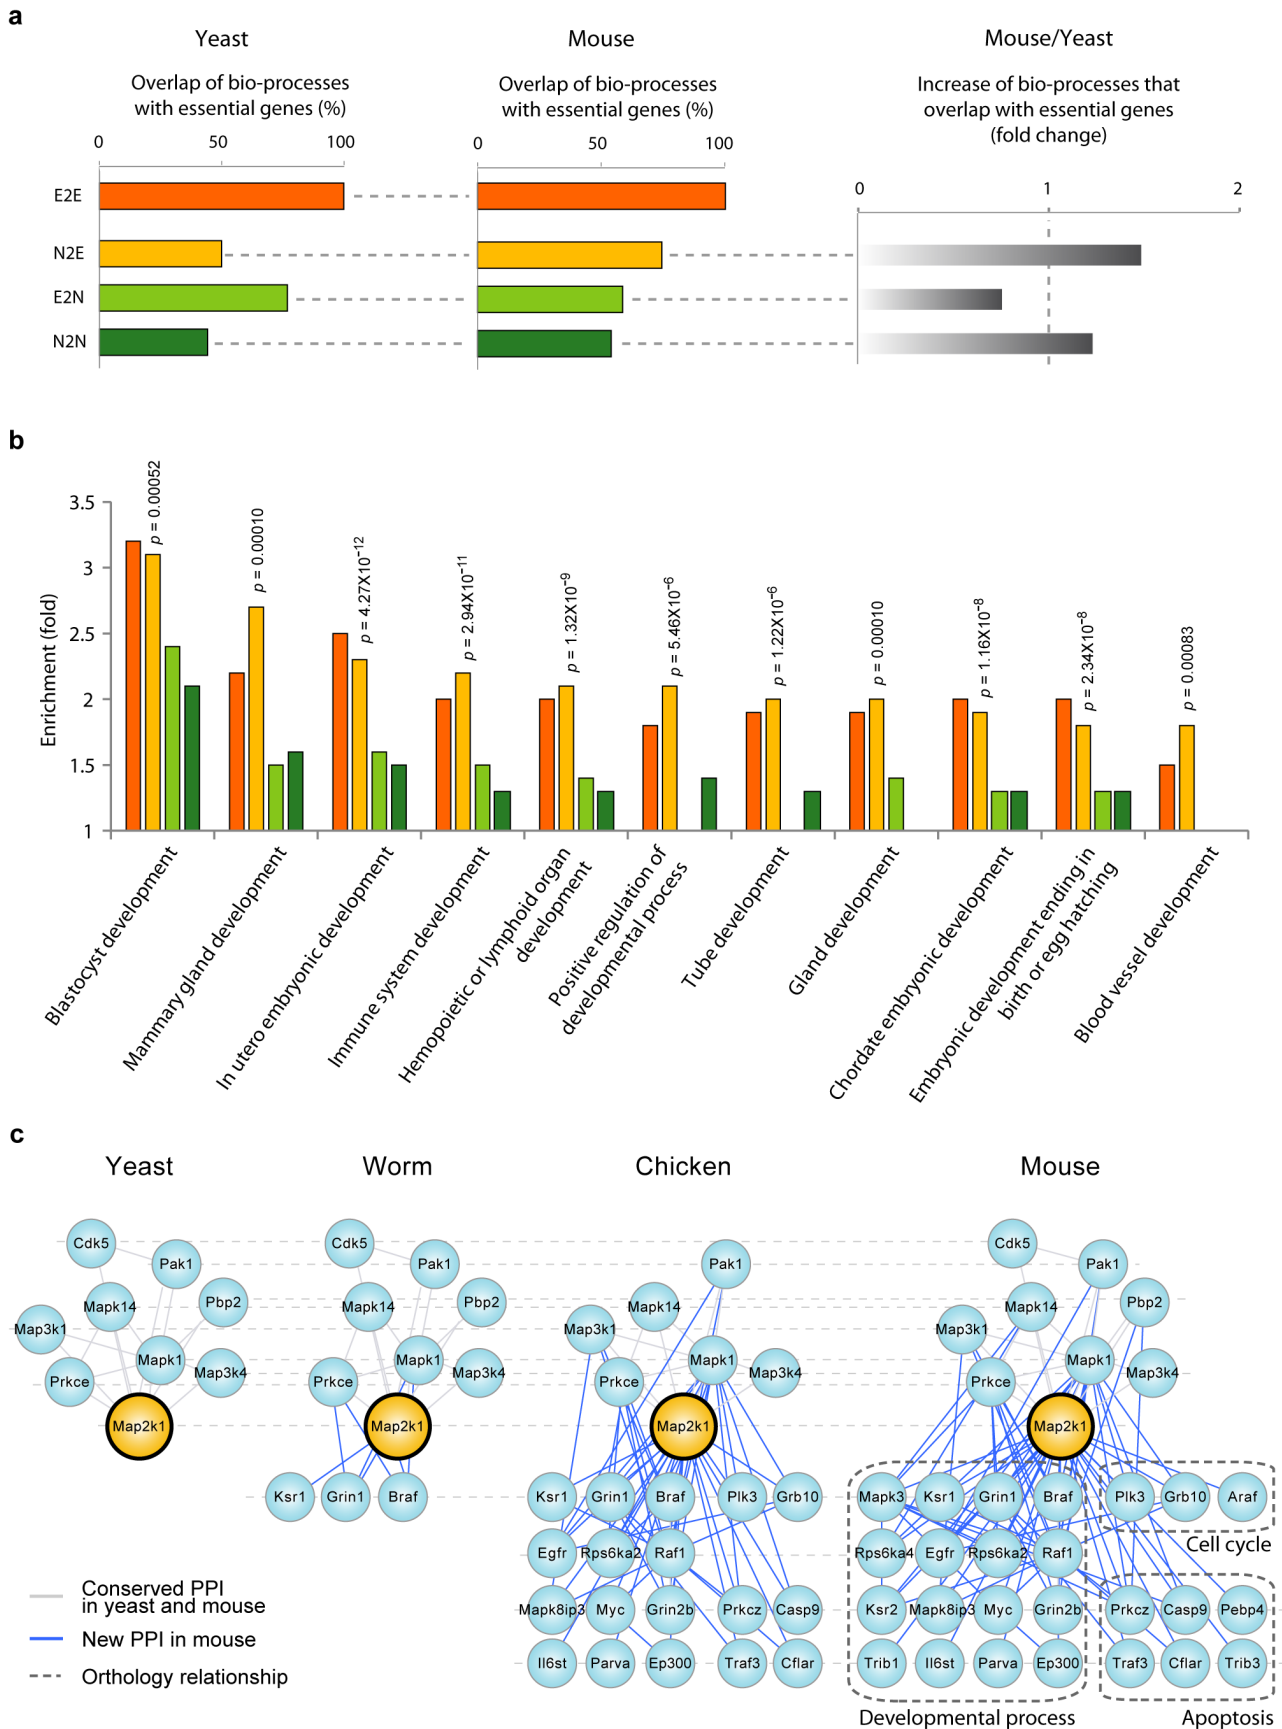 a
Yeast
Mouse
Mouse/Yeast
Overlap of bio-processes
with essential genes (%)
Overlap of bio-processes
with essential genes (%)
Increase of bio-processes that
overlap with essential genes
(fold change)
0 50 100
0 50 100
0 1 2
E2E
N2E
E2N
N2N
b
Enrichment (fold)
3.5
3
2.5
2
1.5
1
p = 0.00052
p = 0.00010
p = 4.27X10⁻¹²
p = 2.94X10⁻¹¹
p = 1.32X10⁻⁹
p = 5.46X10⁻⁶
p = 1.22X10⁻⁶
p = 0.00010
p = 1.16X10⁻⁸
p = 2.34X10⁻⁸
p = 0.00083
Blastocyst development
Mammary gland development
In utero embryonic development
Immune system development
Hemopoietic or lymphoid organ
development
Positive regulation of
developmental process
Tube development
Gland development
Chordate embryonic development
Embryonic development ending in
birth or egg hatching
Blood vessel development
c
Yeast
Cdk5
Pak1
Mapk14
Pbp2
Map3k1
Mapk1
Map3k4
Prkce
Map2k1
Worm
Cdk5
Pak1
Mapk14
Pbp2
Mapk1
Map3k4
Prkce
Map2k1
Ksr1 Grin1 Braf
Chicken
Pak1
Mapk14
Map3k1
Mapk1
Map3k4
Prkce
Map2k1
Ksr1 Grin1 Braf Plk3 Grb10
Egfr Rps6ka2 Raf1
Mapk8ip3 Myc Grin2b Prkcz Casp9
Il6st Parva Ep300 Traf3 Cflar
Mouse
Cdk5
Pak1
Mapk14
Pbp2
Map3k1
Mapk1
Map3k4
Prkce
Map2k1
Mapk3 Ksr1 Grin1 Braf Plk3 Grb10 Araf
Cell cycle
Rps6ka4 Egfr Rps6ka2 Raf1
Ksr2 Mapk8ip3 Myc Grin2b Prkcz Casp9 Pebp4
Trib1 Il6st Parva Ep300 Traf3 Cflar Trib3
Developmental process
Apoptosis
Conserved PPI
in yeast and mouse
New PPI in mouse
Orthology relationship